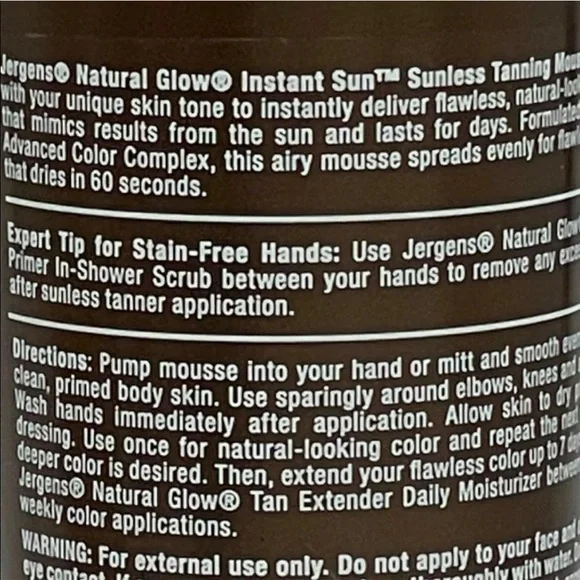 Jergens® Natural Glow® Instant Sun™ Sunless Tanning
with your unique skin tone to instantly deliver flawless,
that mimics results from the sun and lasts for days.
Advanced Color Complex, this airy mousse spreads evenly for
that dries in 60 seconds.
Expert Tip for Stain-Free Hands: Use Jergens® Natural Glow
Primer In-Shower Scrub between your hands to remove any
after sunless tanner application.
Directions: Pump mousse into your hand or mitt and smooth
clean, primed body skin. Use sparingly around elbows, knees and
Wash hands immediately after application. Allow skin to dry
dressing. Use once for natural-looking color and repeat the
deeper color is desired. Then, extend your flawless color up to 7
Jergens® Natural Glow® Tan Extender Daily Moisturizer
weekly color applications.
WARNING: For external use only. Do not apply to your face and
eye contact. with water.